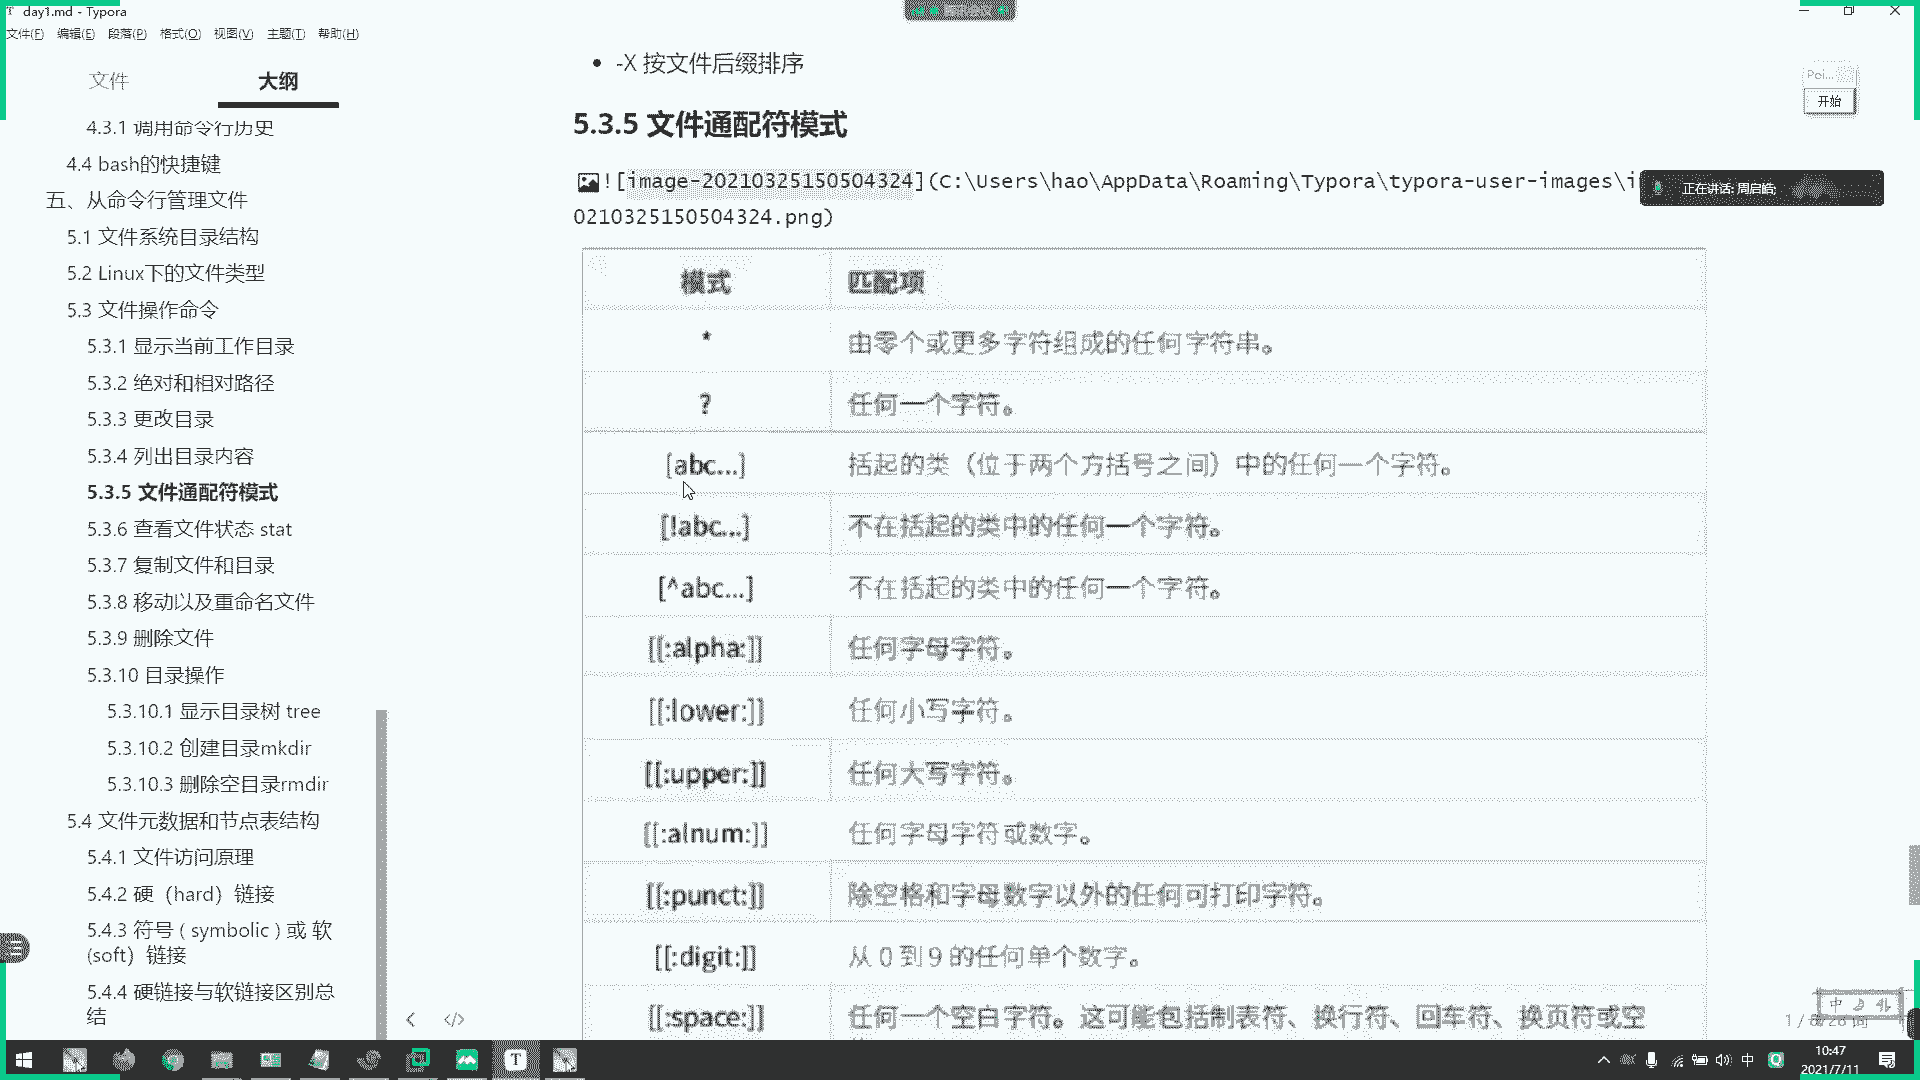 day1.md - Typora
文件(F) 编辑(E) 段落(P) 格式(O) 视图(V) 主题(T) 帮助(H)
文件 大纲
4.3.1 调用命令行历史
4.4 bash的快捷键
五、从命令行管理文件
5.1 文件系统目录结构
5.2 Linux下的文件类型
5.3 文件操作命令
5.3.1 显示当前工作目录
5.3.2 绝对和相对路径
5.3.3 更改目录
5.3.4 列出目录内容
5.3.5 文件通配符模式
5.3.6 查看文件状态 stat
5.3.7 复制文件和目录
5.3.8 移动以及重命名文件
5.3.9 删除文件
5.3.10 目录操作
5.3.10.1 显示目录树 tree
5.3.10.2 创建目录mkdir
5.3.10.3 删除空目录rmdir
5.4 文件元数据和节点表结构
5.4.1 文件访问原理
5.4.2 硬（hard）链接
5.4.3 符号 ( symbolic ) 或 软
(soft）链接
5.4.4 硬链接与软链接区别总
结
-X 按文件后缀排序
5.3.5 文件通配符模式
![image-20210325150504324](C:\Users\hao\AppData\Roaming\Typora\typora-user-images\i
0210325150504324.png)
模式 匹配项
* 由零个或更多字符组成的任何字符串。
? 任何一个字符。
[abc...] 括起的类（位于两个方括号之间）中的任何一个字符。
[!abc...] 不在括起的类中的任何一个字符。
[^abc...] 不在括起的类中的任何一个字符。
[[:alpha:]] 任何字母字符。
[[:lower:]] 任何小写字符。
[[:upper:]] 任何大写字符。
[[:alnum:]] 任何字母字符或数字。
[[:punct:]] 除空格和字母数字以外的任何可打印字符。
[[:digit:]] 从 0 到 9 的任何单个数字。
[[:space:]] 任何一个空白字符。这可能包括制表符、换行符、回车符、换页符或空
Poi...
开始
正在讲话: 周启皓;
</> 
中
中
10:47
2021/7/11